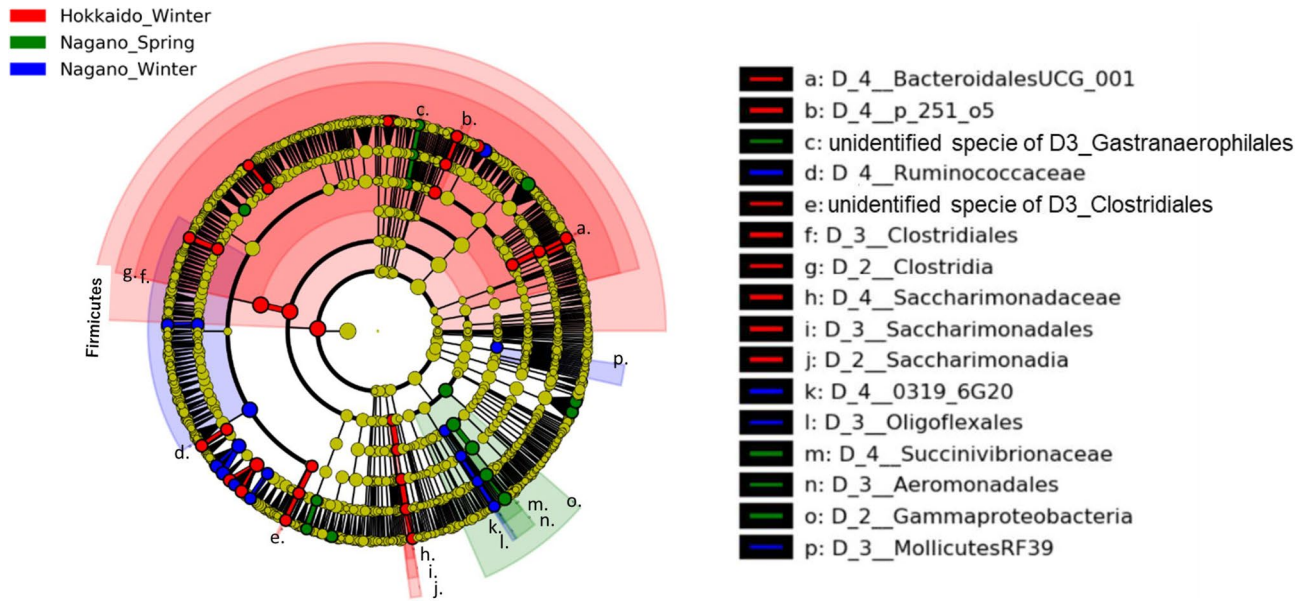 Hokkaido_Winter
Nagano_Spring
Nagano_Winter
c.
b.
a.
g. f.
Firmicutes
p.
d.
o.
m.
n.
k.
l.
e.
h.
i.
j.
a: D_4__BacteroidalesUCG_001
b: D_4__p_251_o5
c: unidentified specie of D3_Gastranaerophilales
d: D_4__Ruminococcaceae
e: unidentified specie of D3_Clostridiales
f: D_3__Clostridiales
g: D_2__Clostridia
h: D_4__Saccharimonadaceae
i: D_3__Saccharimonadales
j: D_2__Saccharimonadia
k: D_4__0319_6G20
l: D_3__Oligoflexales
m: D_4__Succinivibrionaceae
n: D_3__Aeromonadales
o: D_2__Gammaproteobacteria
p: D_3__MollicutesRF39